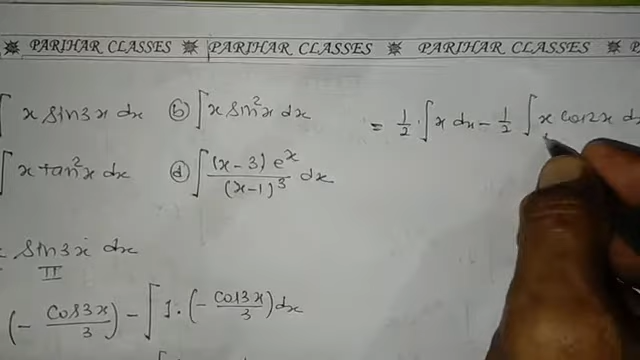 PARIHAR CLASSES PARIHAR CLASSES PARIHAR CLASSES
∫ x sin3x dx (b) ∫ x sin²x dx
∫ x tan²x dx (d) ∫ (x-3)eˣ/(x-1)³ dx
sin3x dx
II
(- cos3x/3) - ∫ 1·(- cos3x/3) dx
= 1/2 · ∫ x dx - 1/2 ∫ x cos2x dx